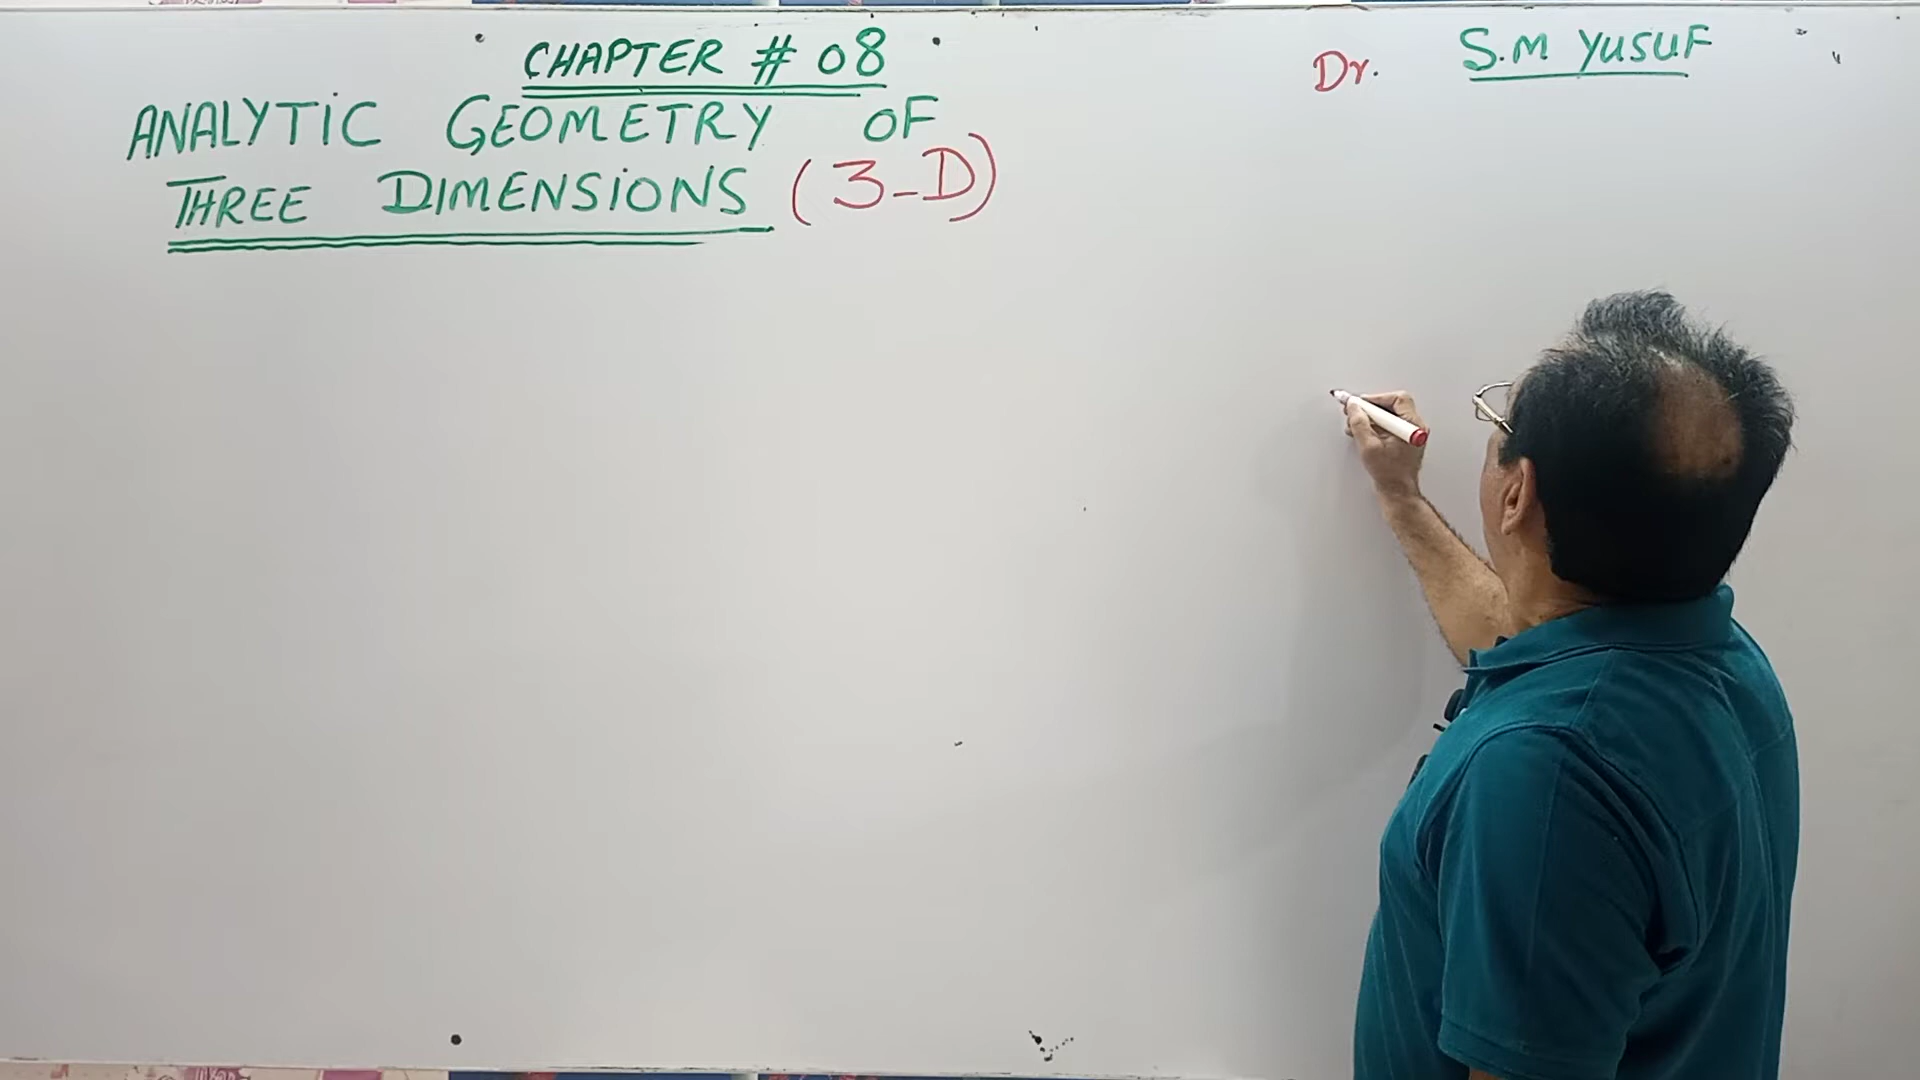 CHAPTER # 08
Dr. S.M YUSUF
ANALYTIC GEOMETRY OF
THREE DIMENSIONS (3-D)